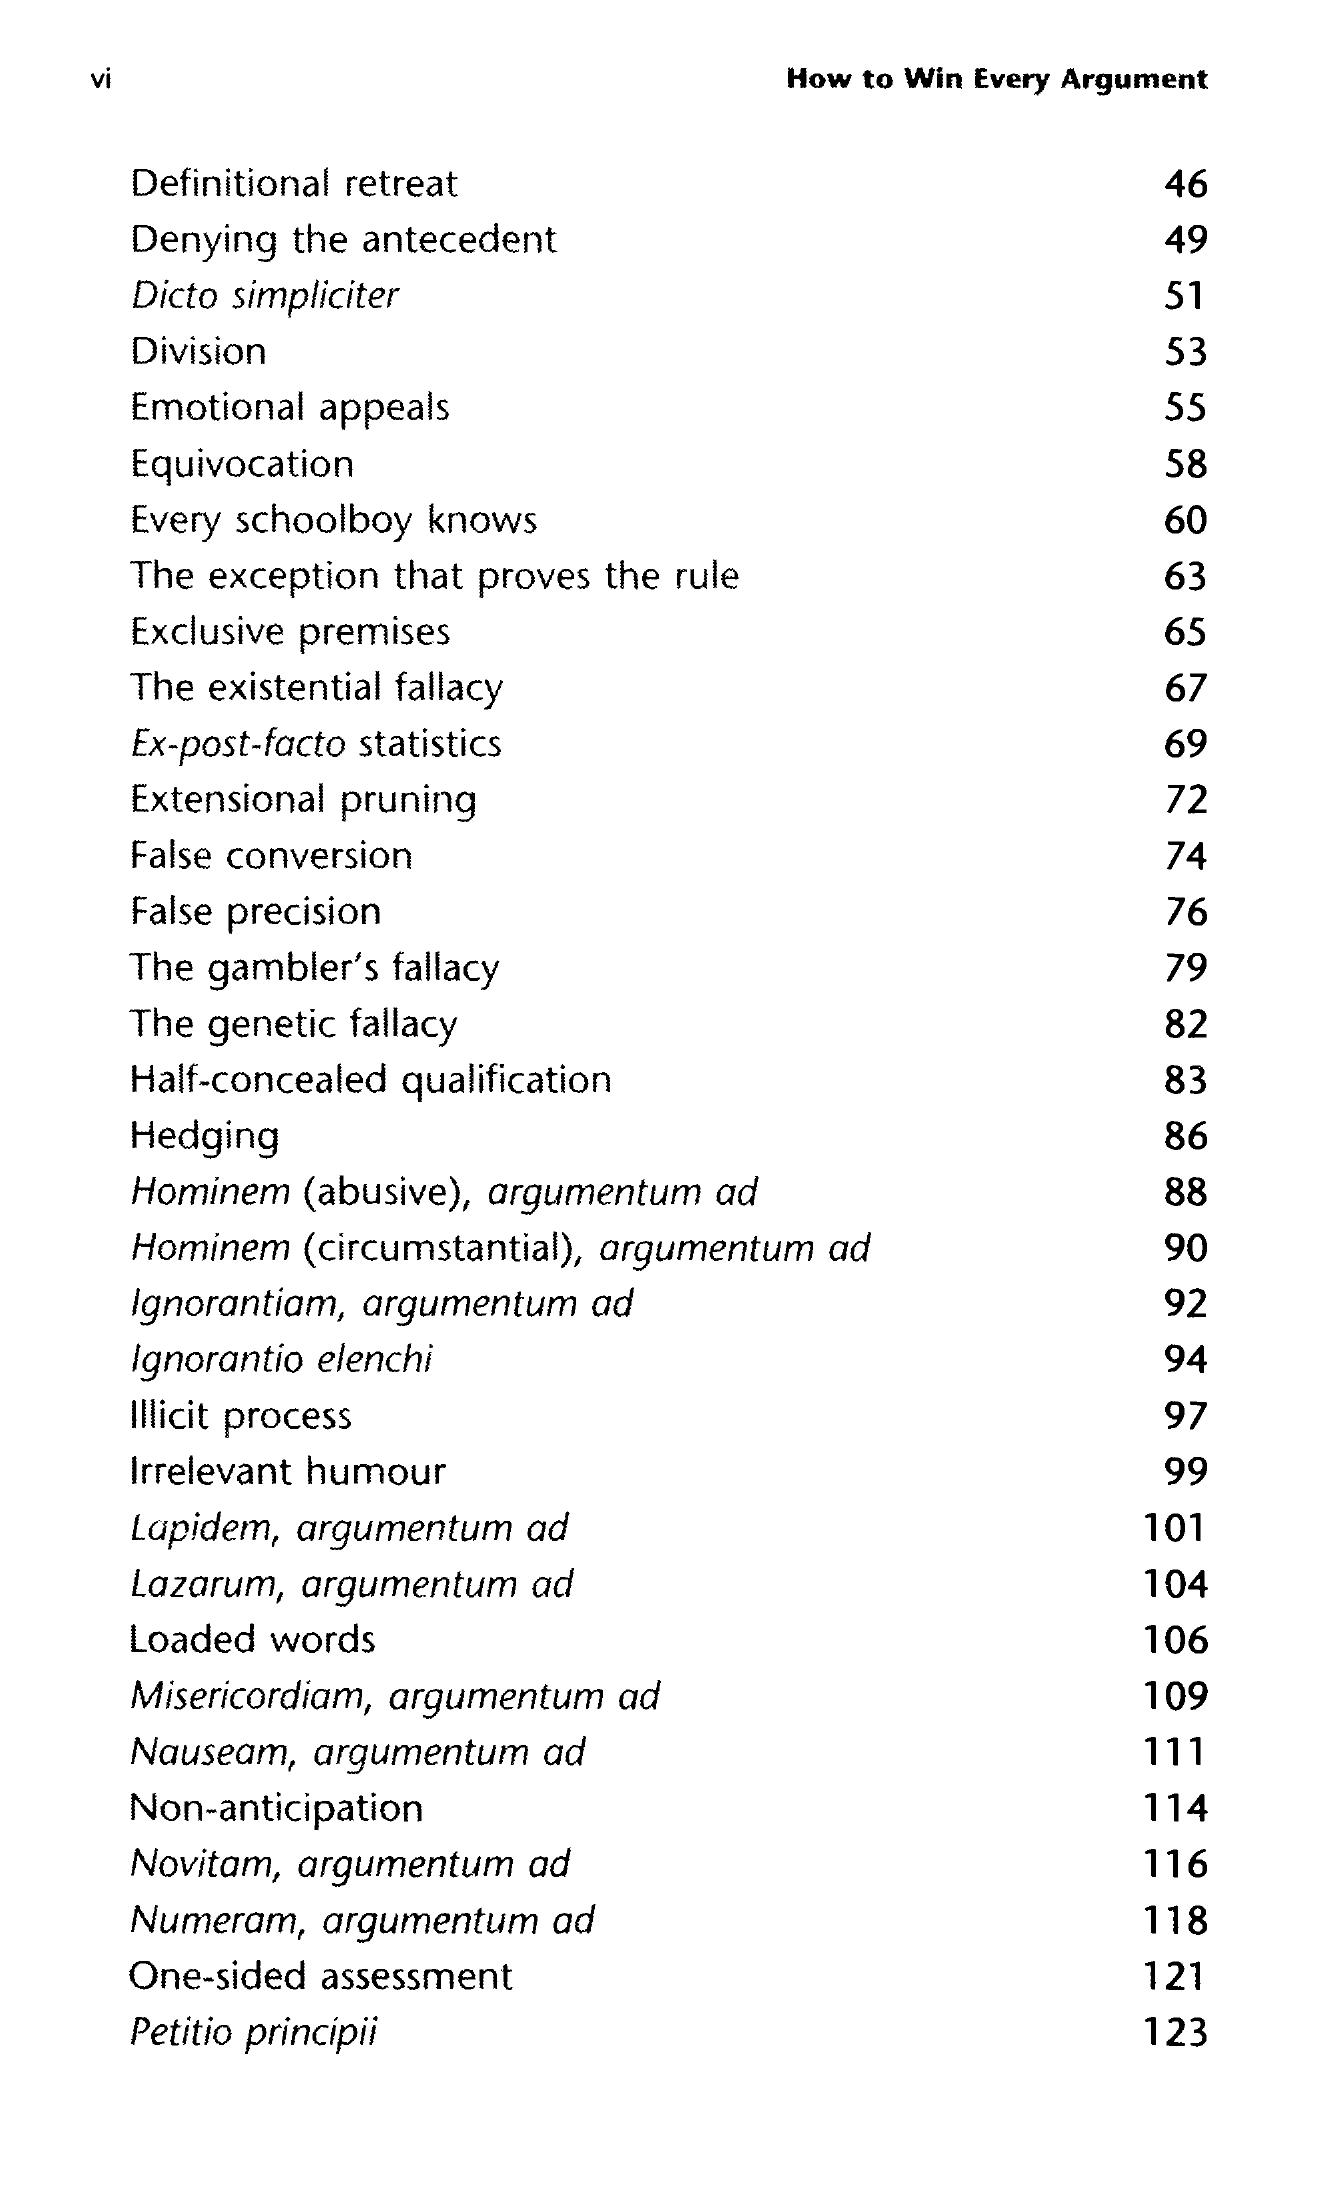 vi How to Win Every Argument
Definitional retreat 46
Denying the antecedent 49
Dicto simpliciter 51
Division 53
Emotional appeals 55
Equivocation 58
Every schoolboy knows 60
The exception that proves the rule 63
Exclusive premises 65
The existential fallacy 67
Ex-post-facto statistics 69
Extensional pruning 72
False conversion 74
False precision 76
The gambler's fallacy 79
The genetic fallacy 82
Half-concealed qualification 83
Hedging 86
Hominem (abusive), argumentum ad 88
Hominem (circumstantial), argumentum ad 90
Ignorantiam, argumentum ad 92
Ignorantio elenchi 94
Illicit process 97
Irrelevant humour 99
Lapidem, argumentum ad 101
Lazarum, argumentum ad 104
Loaded words 106
Misericordiam, argumentum ad 109
Nauseam, argumentum ad 111
Non-anticipation 114
Novitam, argumentum ad 116
Numeram, argumentum ad 118
One-sided assessment 121
Petitio principii 123